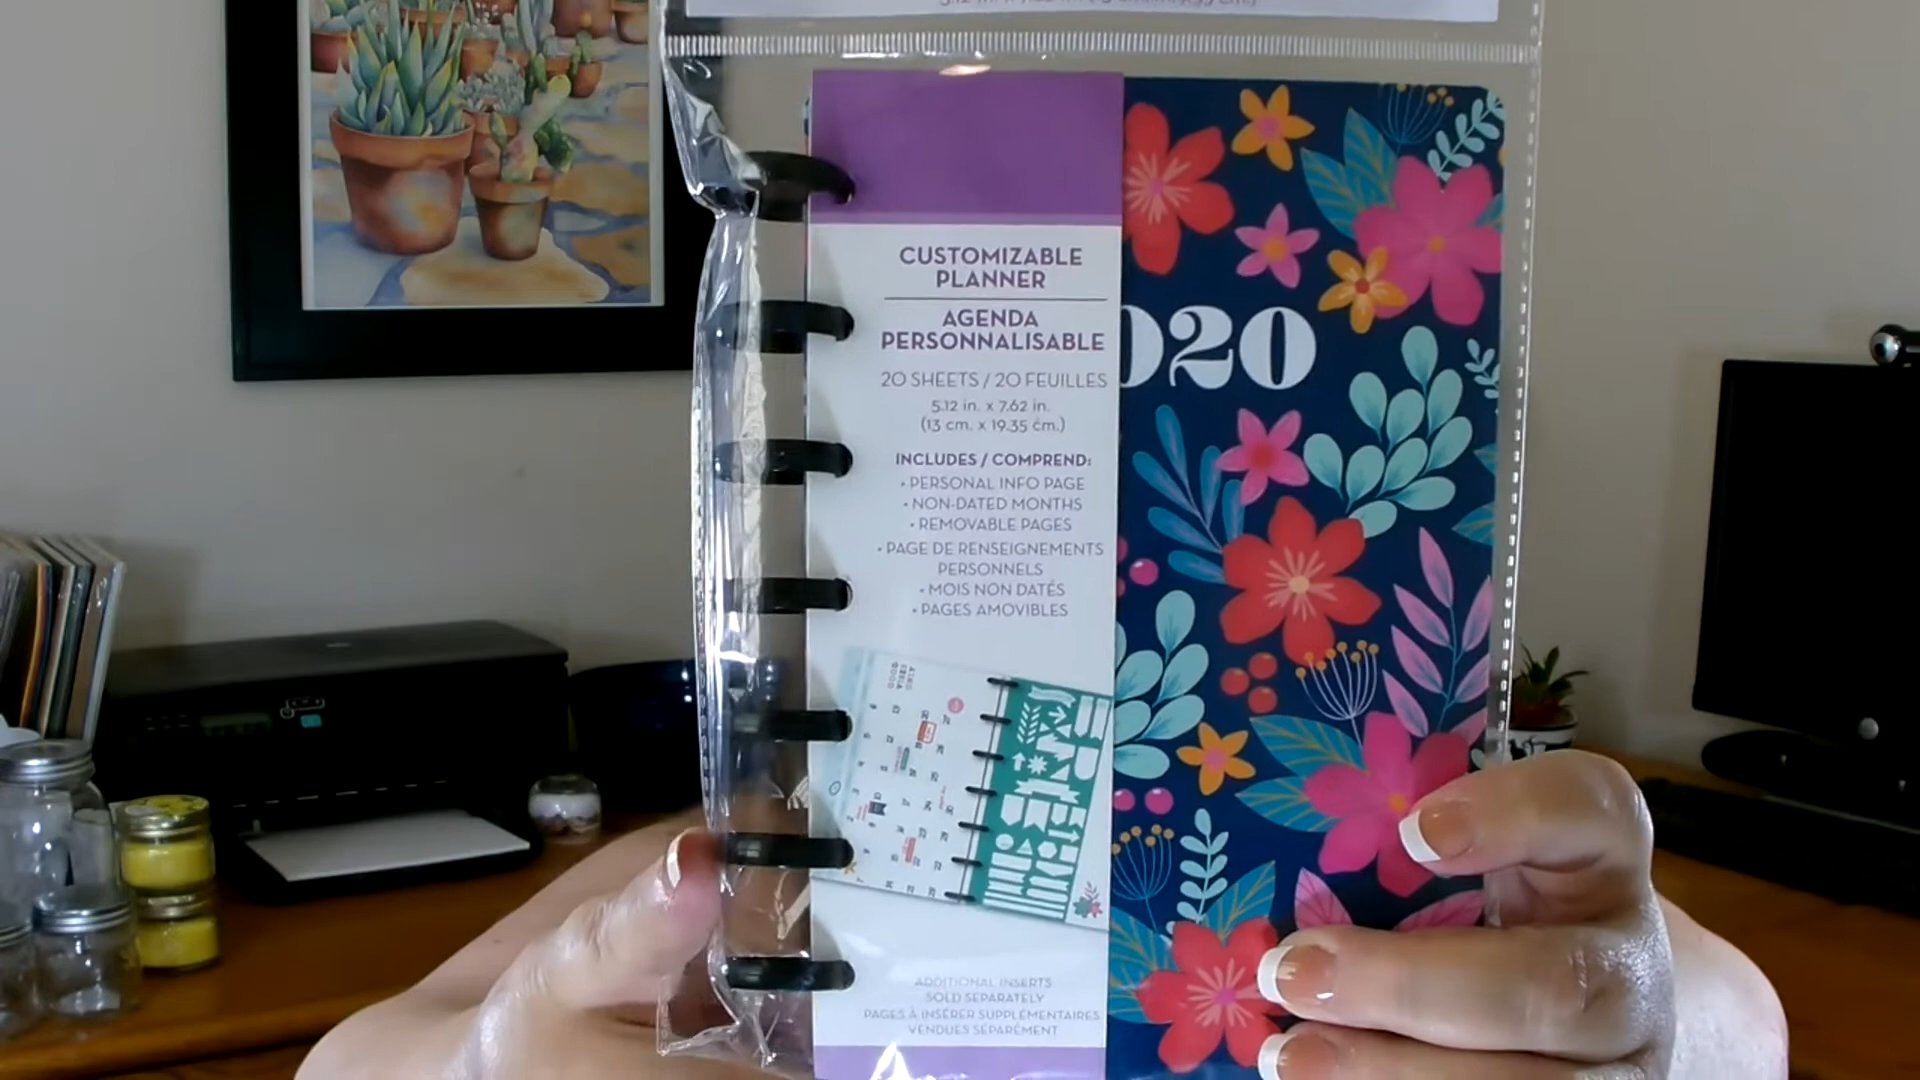 CUSTOMIZABLE
PLANNER
AGENDA
PERSONNALISABLE
20 SHEETS / 20 FEUILLES
5.12 in. x 7.62 in.
(13 cm. x 19.35 cm.)
INCLUDES / COMPREND:
• PERSONAL INFO PAGE
• NON-DATED MONTHS
• REMOVABLE PAGES
• PAGE DE RENSEIGNEMENTS
PERSONNELS
• MOIS NON DATÉS
• PAGES AMOVIBLES
ADDITIONAL INSERTS
SOLD SEPARATELY
PAGES À INSÉRER SUPPLÉMENTAIRES
VENDUES SÉPARÉMENT
020